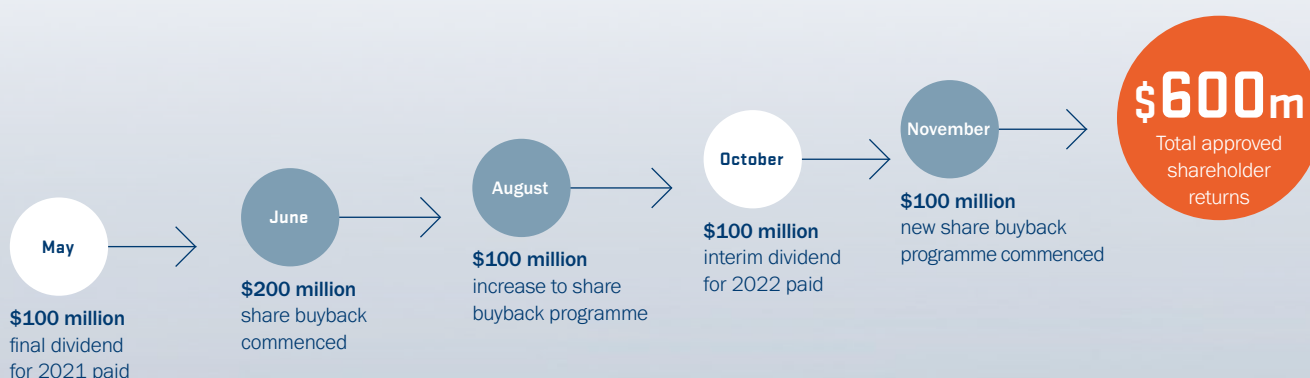 May
$100 million
final dividend
for 2021 paid
June
$200 million
share buyback
commenced
August
$100 million
increase to share
buyback programme
October
$100 million
interim dividend
for 2022 paid
November
$100 million
new share buyback
programme commenced
$600m
Total approved
shareholder
returns